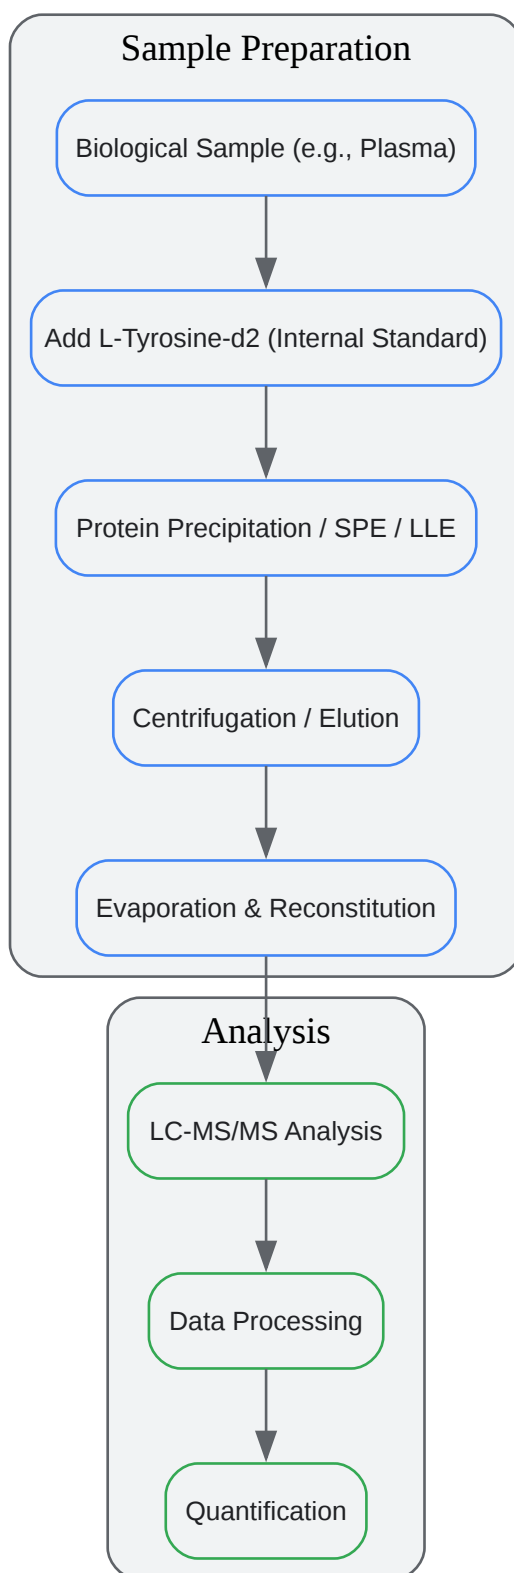 Sample Preparation
Biological Sample (e.g., Plasma)
Add L-Tyrosine-d2 (Internal Standard)
Protein Precipitation / SPE / LLE
Centrifugation / Elution
Evaporation & Reconstitution
Analysis
LC-MS/MS Analysis
Data Processing
Quantification